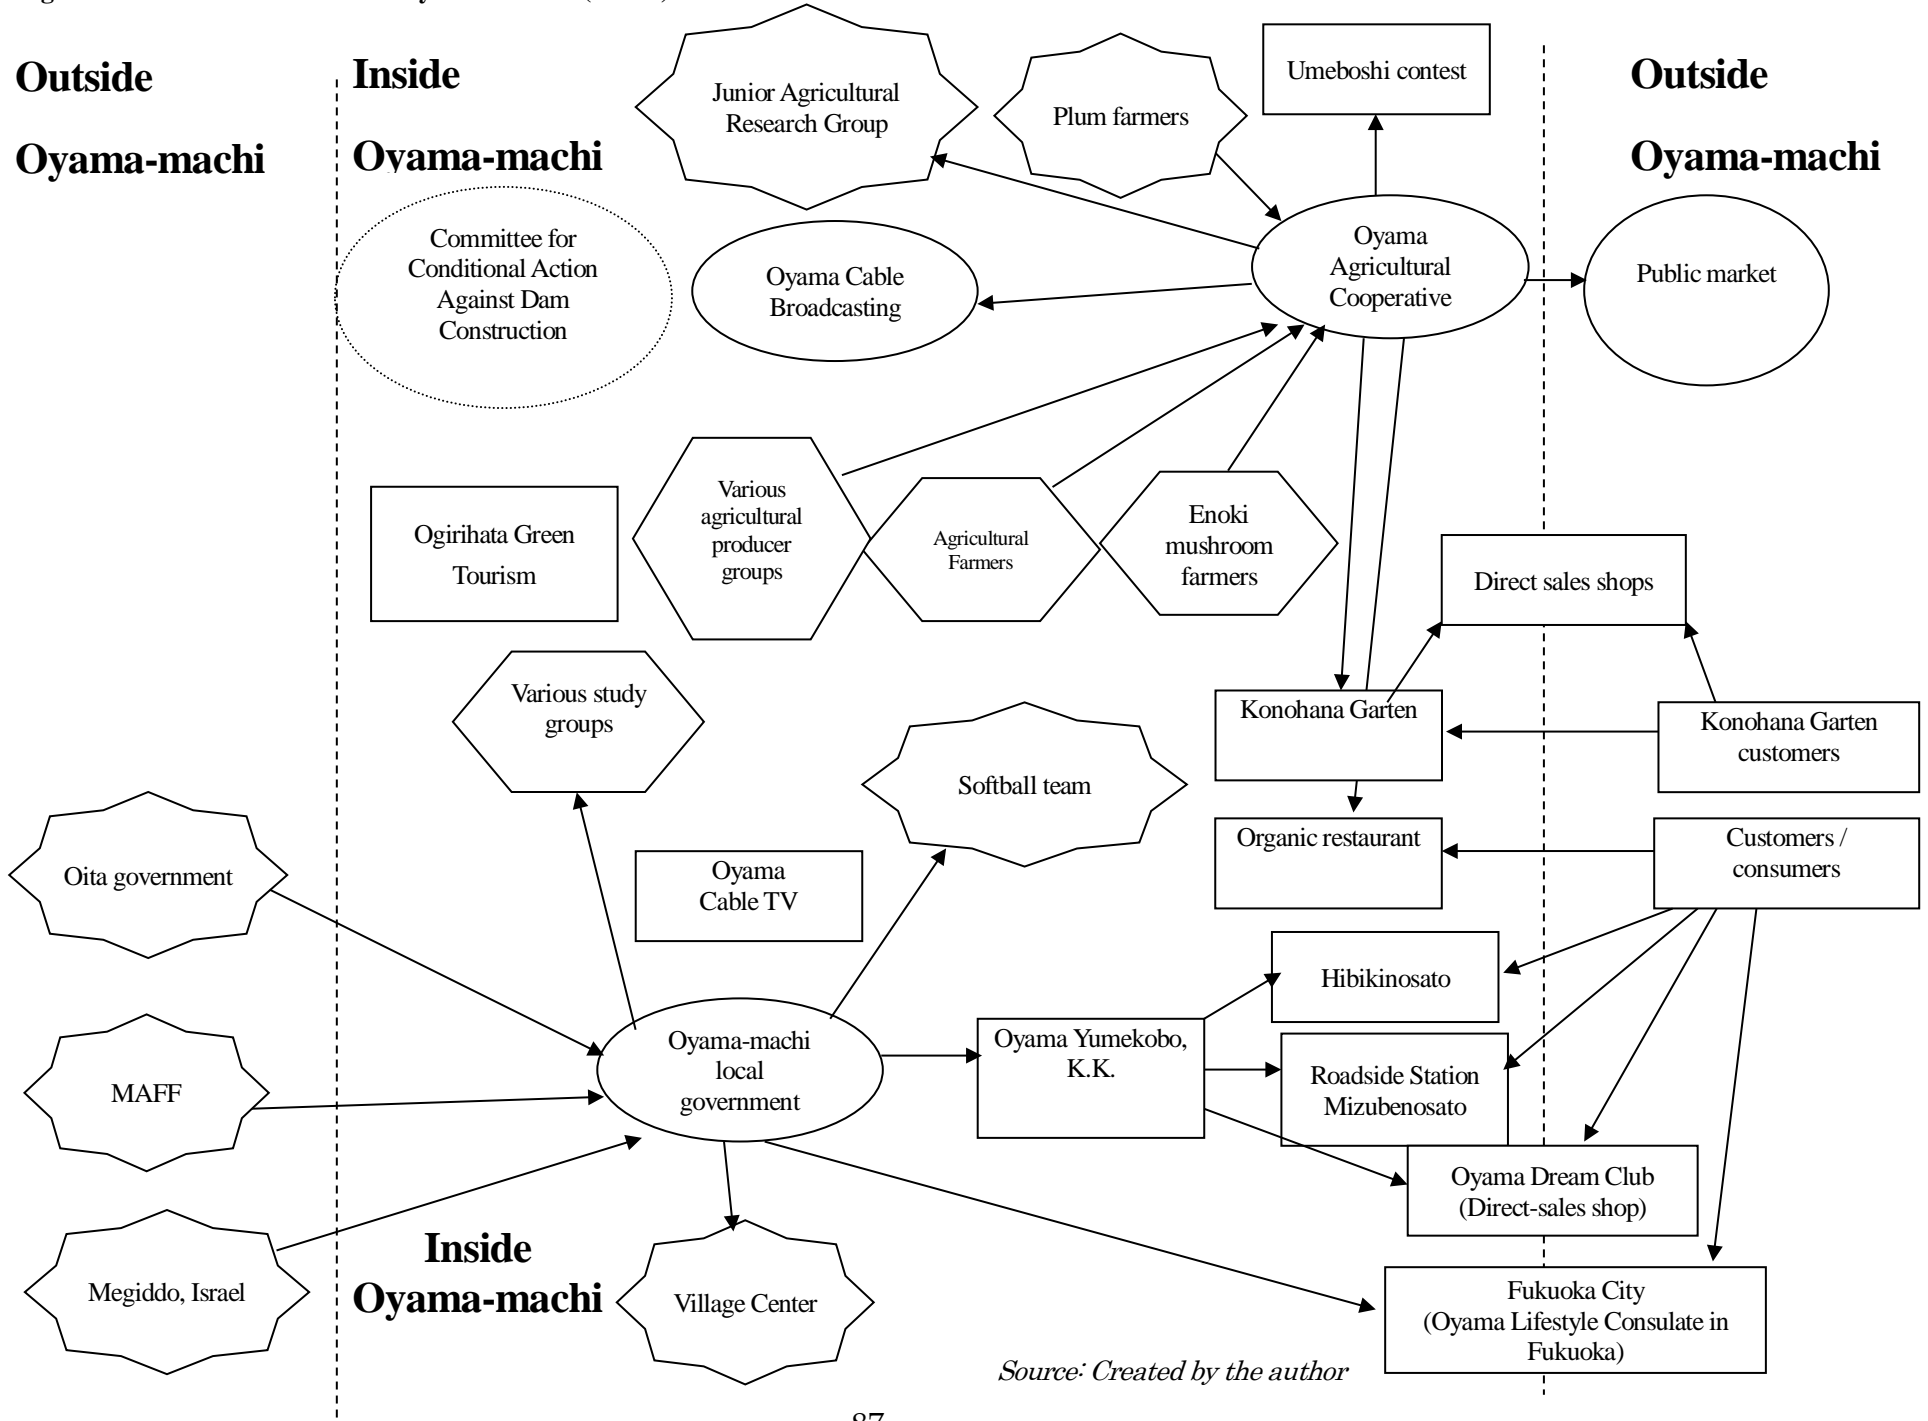 Outside
Oyama-machi
Inside
Oyama-machi
Outside
Oyama-machi
Junior Agricultural
Research Group
Plum farmers
Umeboshi contest
Committee for
Conditional Action
Against Dam
Construction
Oyama Cable
Broadcasting
Oyama
Agricultural
Cooperative
Public market
Ogirihata Green
Tourism
Various
agricultural
producer
groups
Agricultural
Farmers
Enoki
mushroom
farmers
Direct sales shops
Various study
groups
Softball team
Konohana Garten
Konohana Garten
customers
Oita government
Oyama
Cable TV
Organic restaurant
Customers /
consumers
Hibikinosato
MAFF
Oyama-machi
local
government
Oyama Yumekobo,
K.K.
Roadside Station
Mizubenosato
Oyama Dream Club
(Direct-sales shop)
Megiddo, Israel
Inside
Oyama-machi
Village Center
Fukuoka City
(Oyama Lifestyle Consulate in
Fukuoka)
Source: Created by the author
87